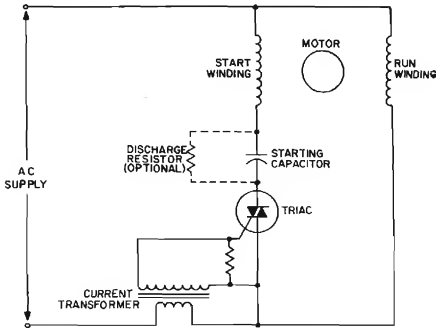 START
WINDING
MOTOR
RUN
WINDING
DISCHARGE
RESISTOR
(OPTIONAL)
STARTING
CAPACITOR
AC
SUPPLY
TRIAC
CURRENT
TRANSFORMER